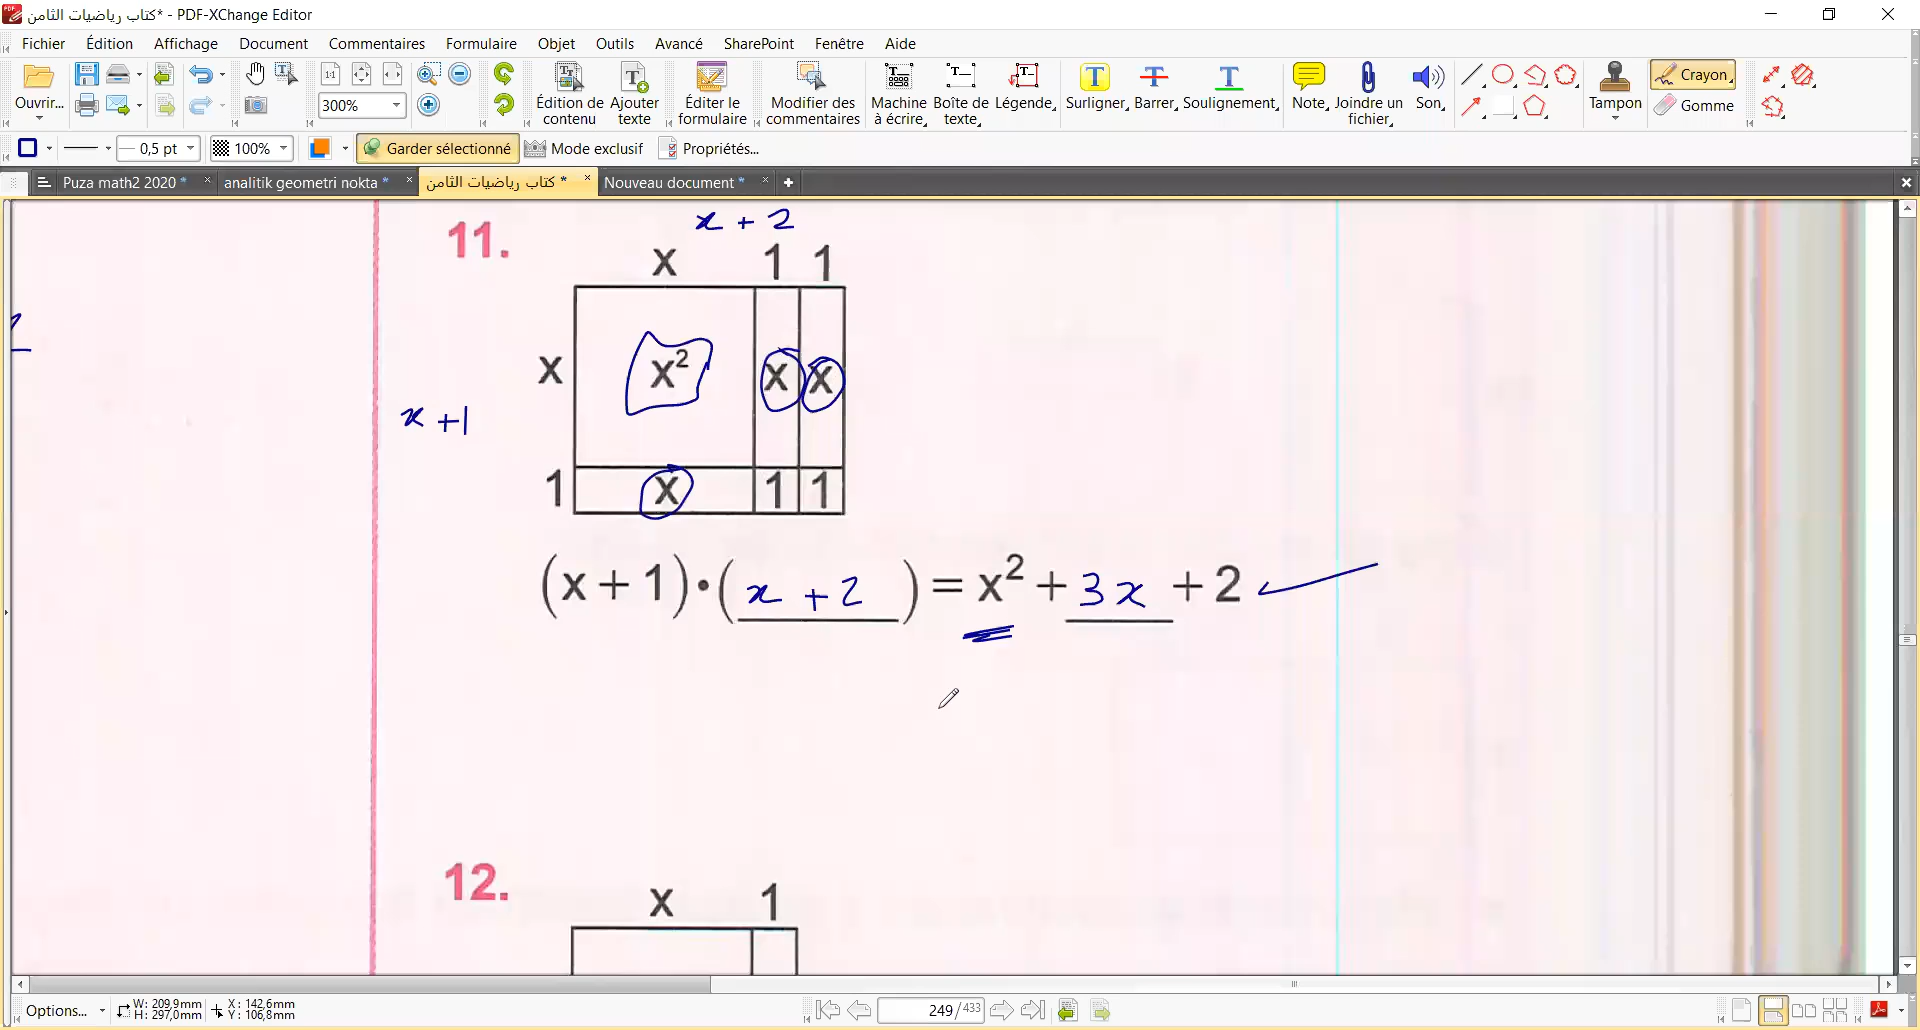 كتاب رياضيات الثامن* - PDF-XChange Editor
Fichier Édition Affichage Document Commentaires Formulaire Objet Outils Avancé SharePoint Fenêtre Aide
Ouvrir... 300% Édition de contenu Ajouter texte Éditer le formulaire Modifier des commentaires Machine à écrire Boîte de texte Légende Surligner Barrer Soulignement Note Joindre un fichier Son Tampon Crayon Gomme
0,5 pt 100% Garder sélectionné Mode exclusif Propriétés...
Puza math2 2020 * analitik geometri nokta * كتاب رياضيات الثامن * Nouveau document *
x + 2
11.
x 1 1
x x² x x
x + 1
1 x 1 1
(x + 1)•(x + 2) = x² + 3x + 2
12.
x 1
Options... W: 209,9mm H: 297,0mm X: 142,6mm Y: 106,8mm 249/433